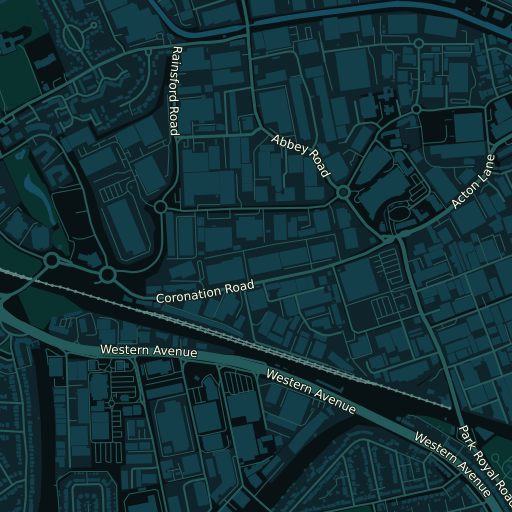 Rainsford Road
Abbey Road
Acton Lane
Coronation Road
Western Avenue
Western Avenue
Western Avenue
Park Royal Road